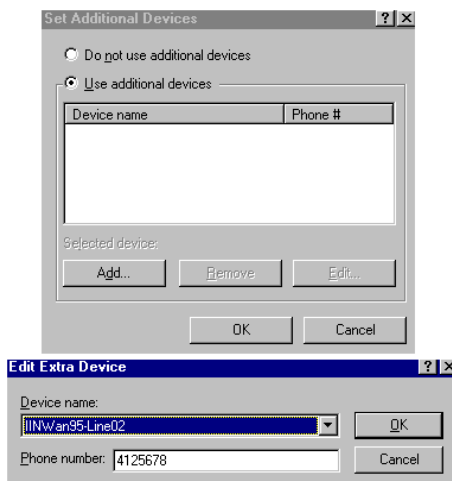 Set Additional Devices
Do not use additional devices
Use additional devices
Device name Phone #
Selected device:
Add... Remove Edit...
OK Cancel
Edit Extra Device
Device name:
IINWan95-Line02 OK
Phone number: 4125678 Cancel